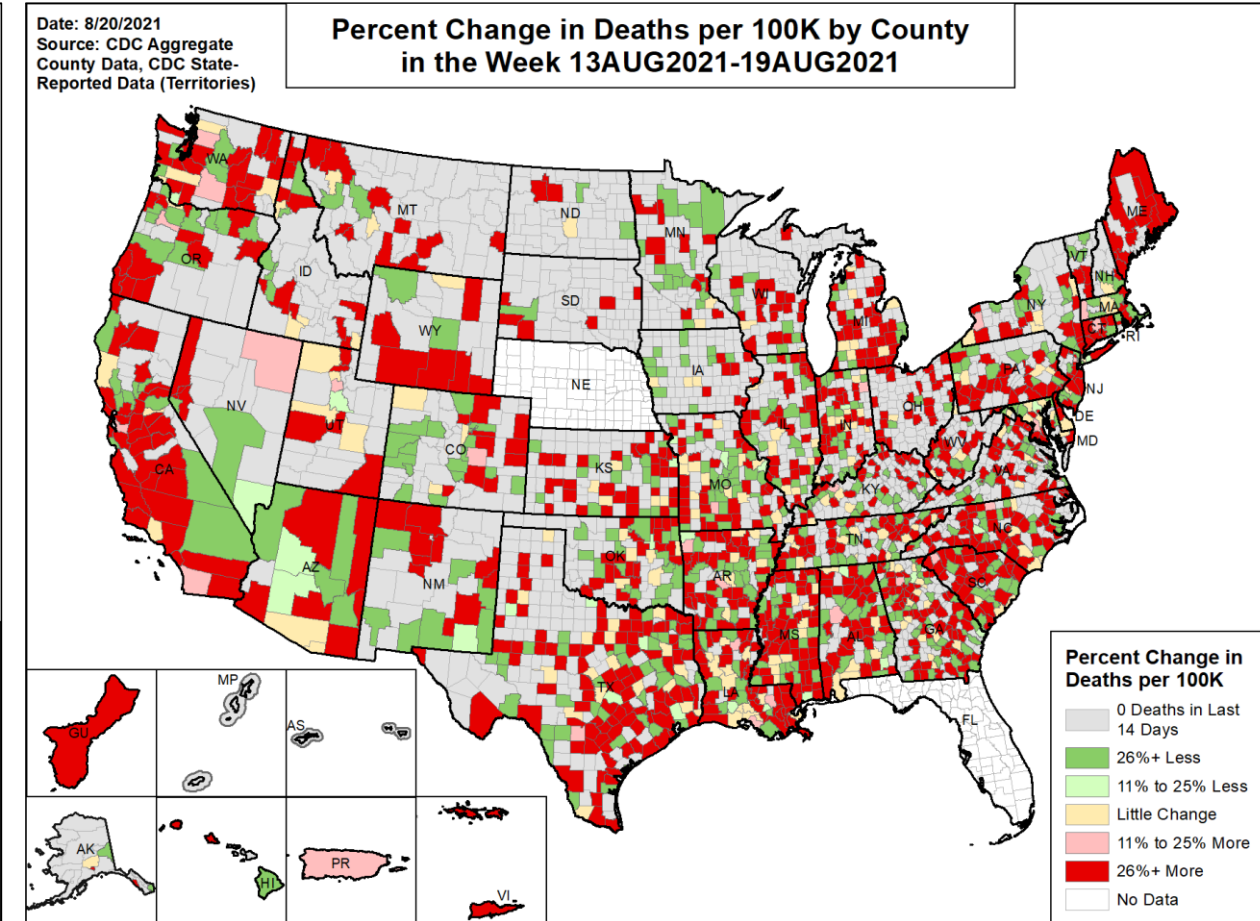 Date: 8/20/2021
Source: CDC Aggregate
County Data, CDC State-
Reported Data (Territories)
Percent Change in Deaths per 100K by County
in the Week 13AUG2021-19AUG2021
WA
MT
ND
MN
ME
OR
ID
SD
WI
MI
VT
NH
NY
MA
CT
RI
WY
NE
IA
PA
NJ
NV
UT
CO
KS
MO
IL
IN
OH
WV
DE
MD
VA
KY
CA
AZ
NM
OK
AR
TN
NC
SC
MS
AL
GA
TX
LA
FL
GU
MP
AS
AK
HI
PR
VI
Percent Change in
Deaths per 100K
0 Deaths in Last
14 Days
26%+ Less
11% to 25% Less
Little Change
11% to 25% More
26%+ More
No Data